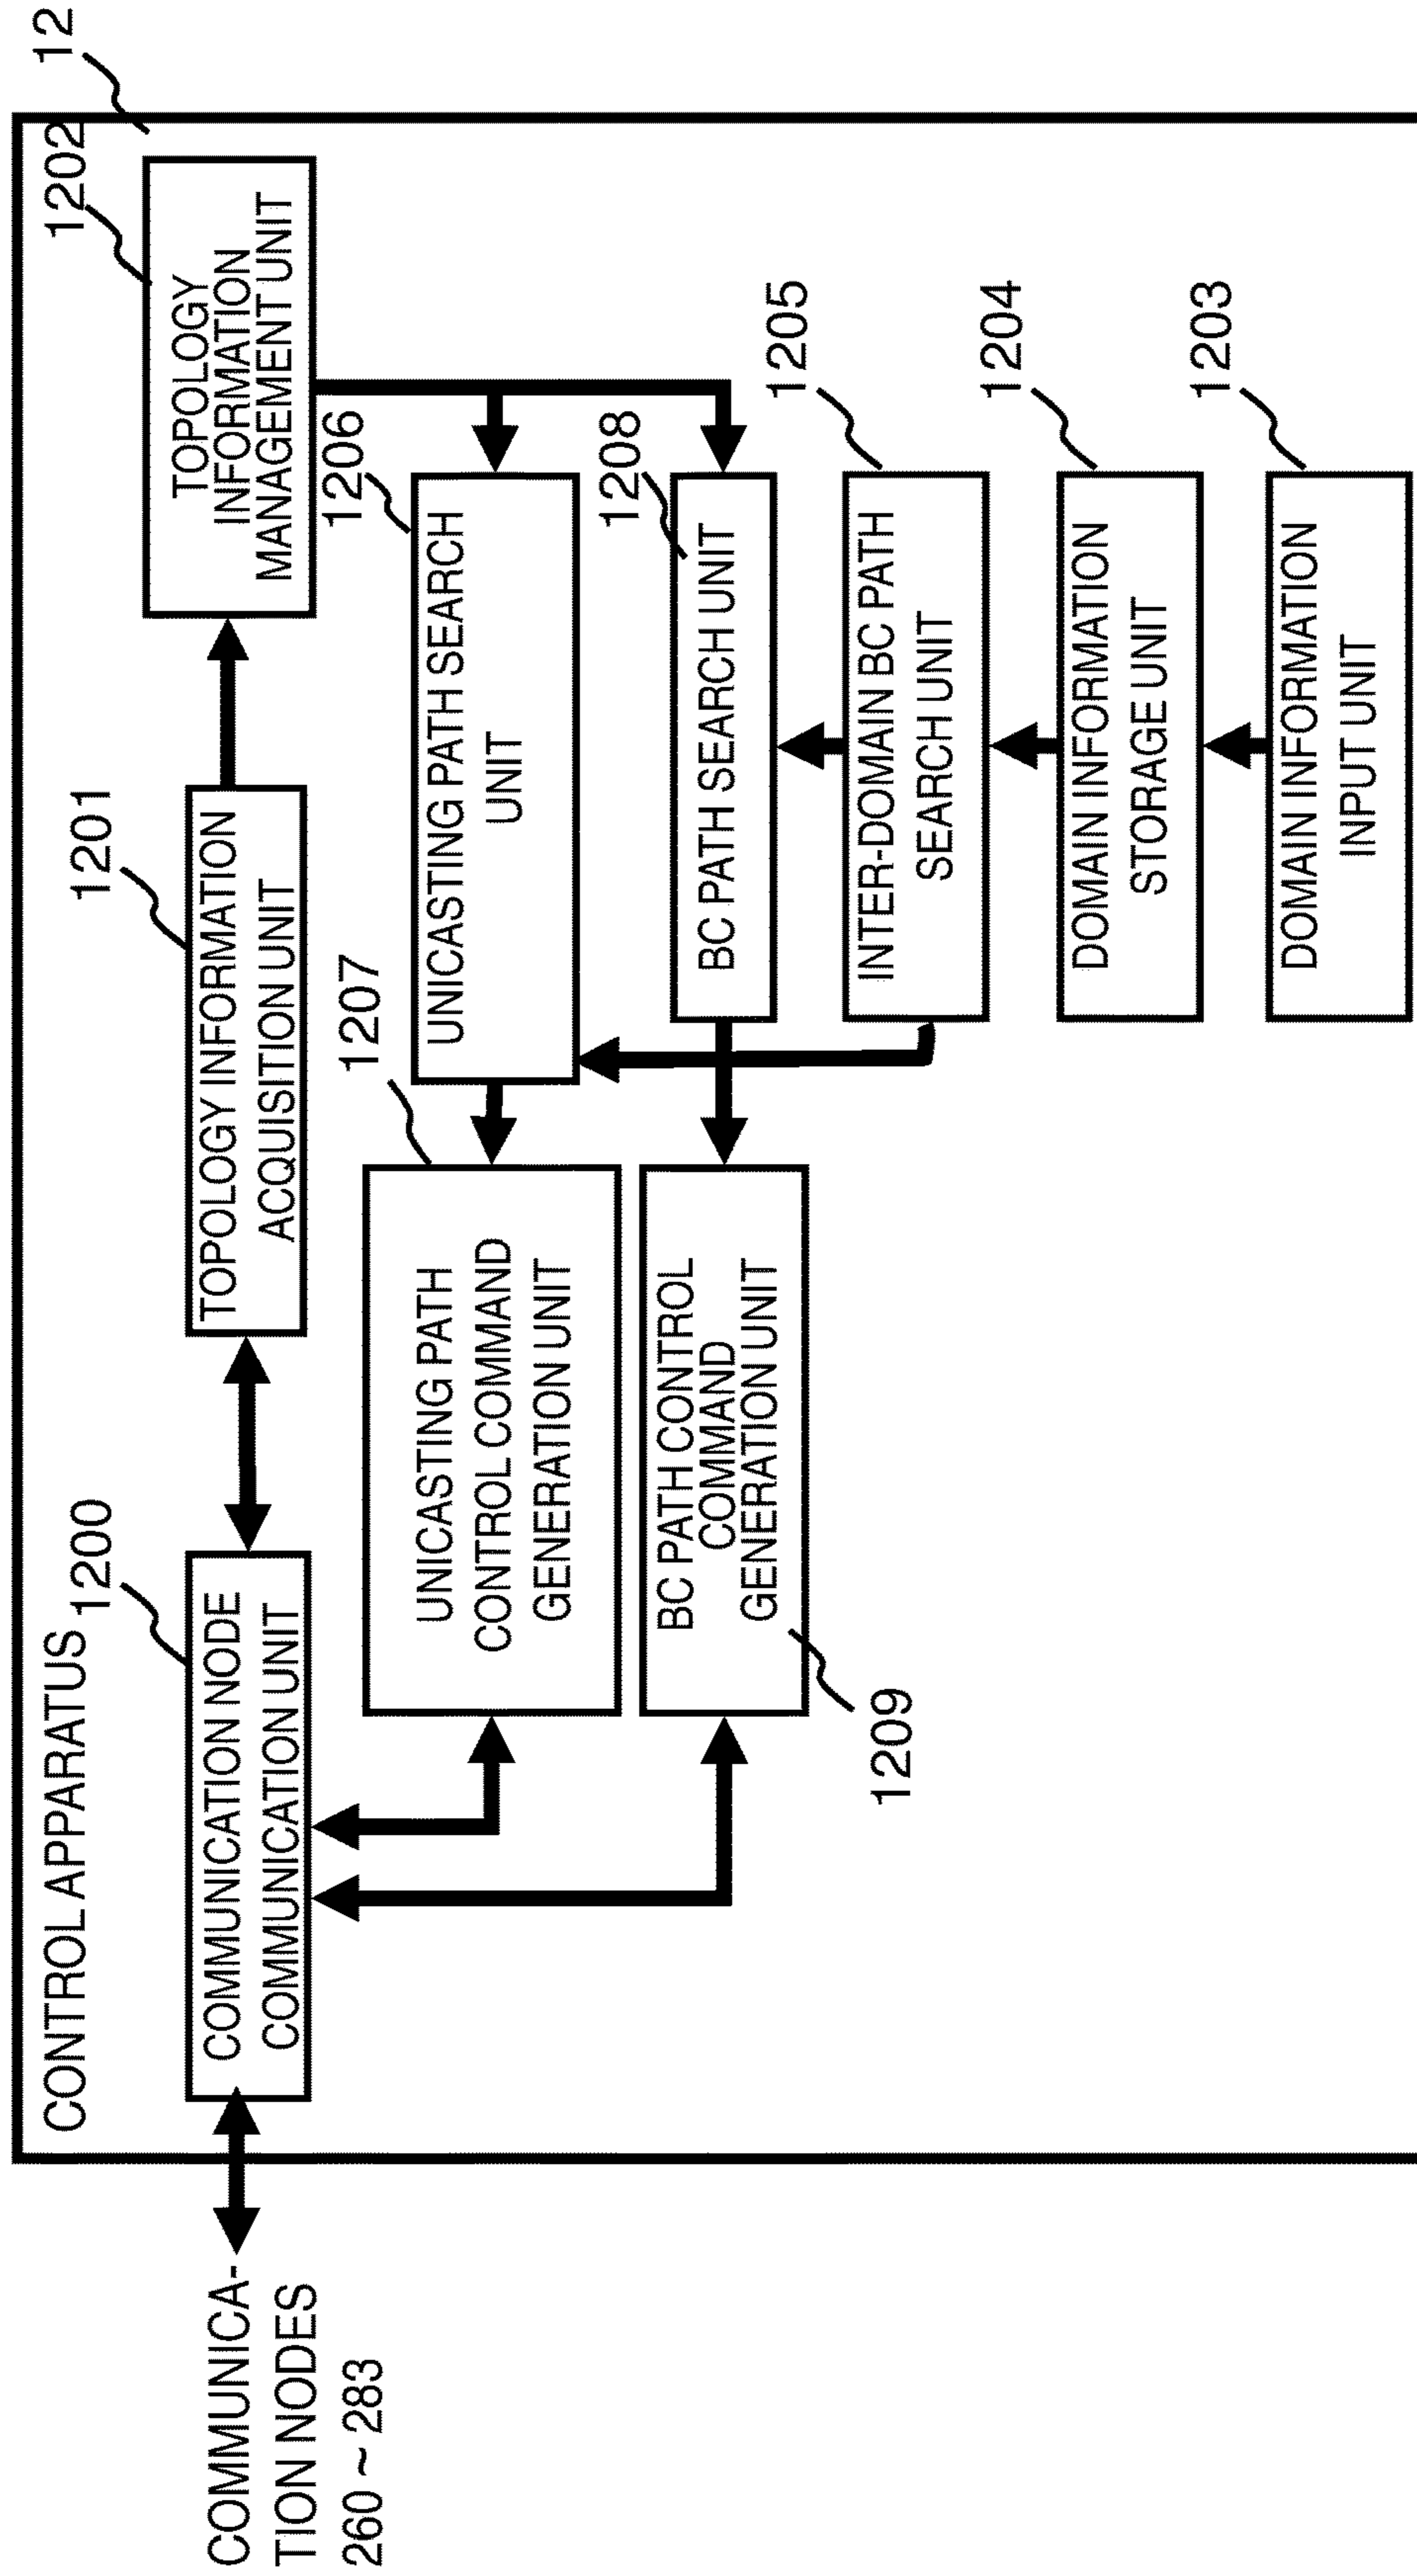 CONTROL APPARATUS
12
COMMUNICA-
TION NODES
260 ~ 283
1200
COMMUNICATION NODE
COMMUNICATION UNIT
1201
TOPOLOGY INFORMATION
ACQUISITION UNIT
1202
TOPOLOGY
INFORMATION
MANAGEMENT UNIT
1207
UNICASTING PATH
CONTROL COMMAND
GENERATION UNIT
1206
UNICASTING PATH SEARCH
UNIT
BC PATH CONTROL
COMMAND
GENERATION UNIT
1209
1208
BC PATH SEARCH UNIT
1205
INTER-DOMAIN BC PATH
SEARCH UNIT
1204
DOMAIN INFORMATION
STORAGE UNIT
1203
DOMAIN INFORMATION
INPUT UNIT